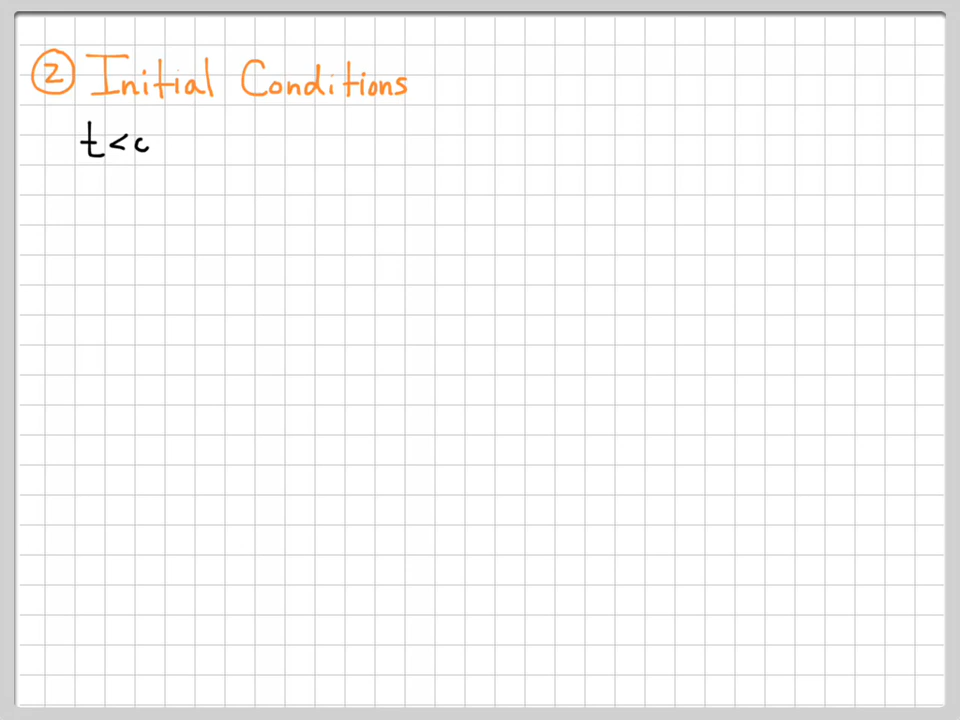 ② Initial Conditions
t < c